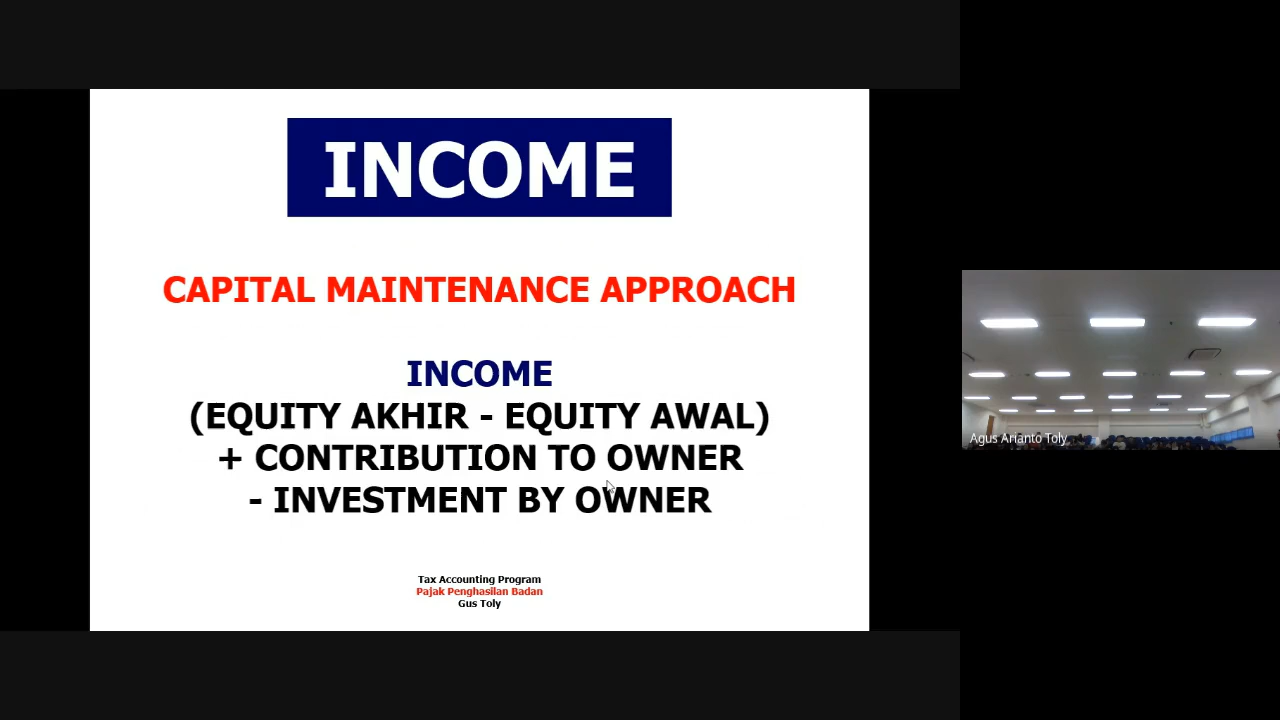 INCOME
CAPITAL MAINTENANCE APPROACH
INCOME
(EQUITY AKHIR - EQUITY AWAL)
+ CONTRIBUTION TO OWNER
- INVESTMENT BY OWNER
Tax Accounting Program
Pajak Penghasilan Badan
Gus Toly
Agus Arianto Toly